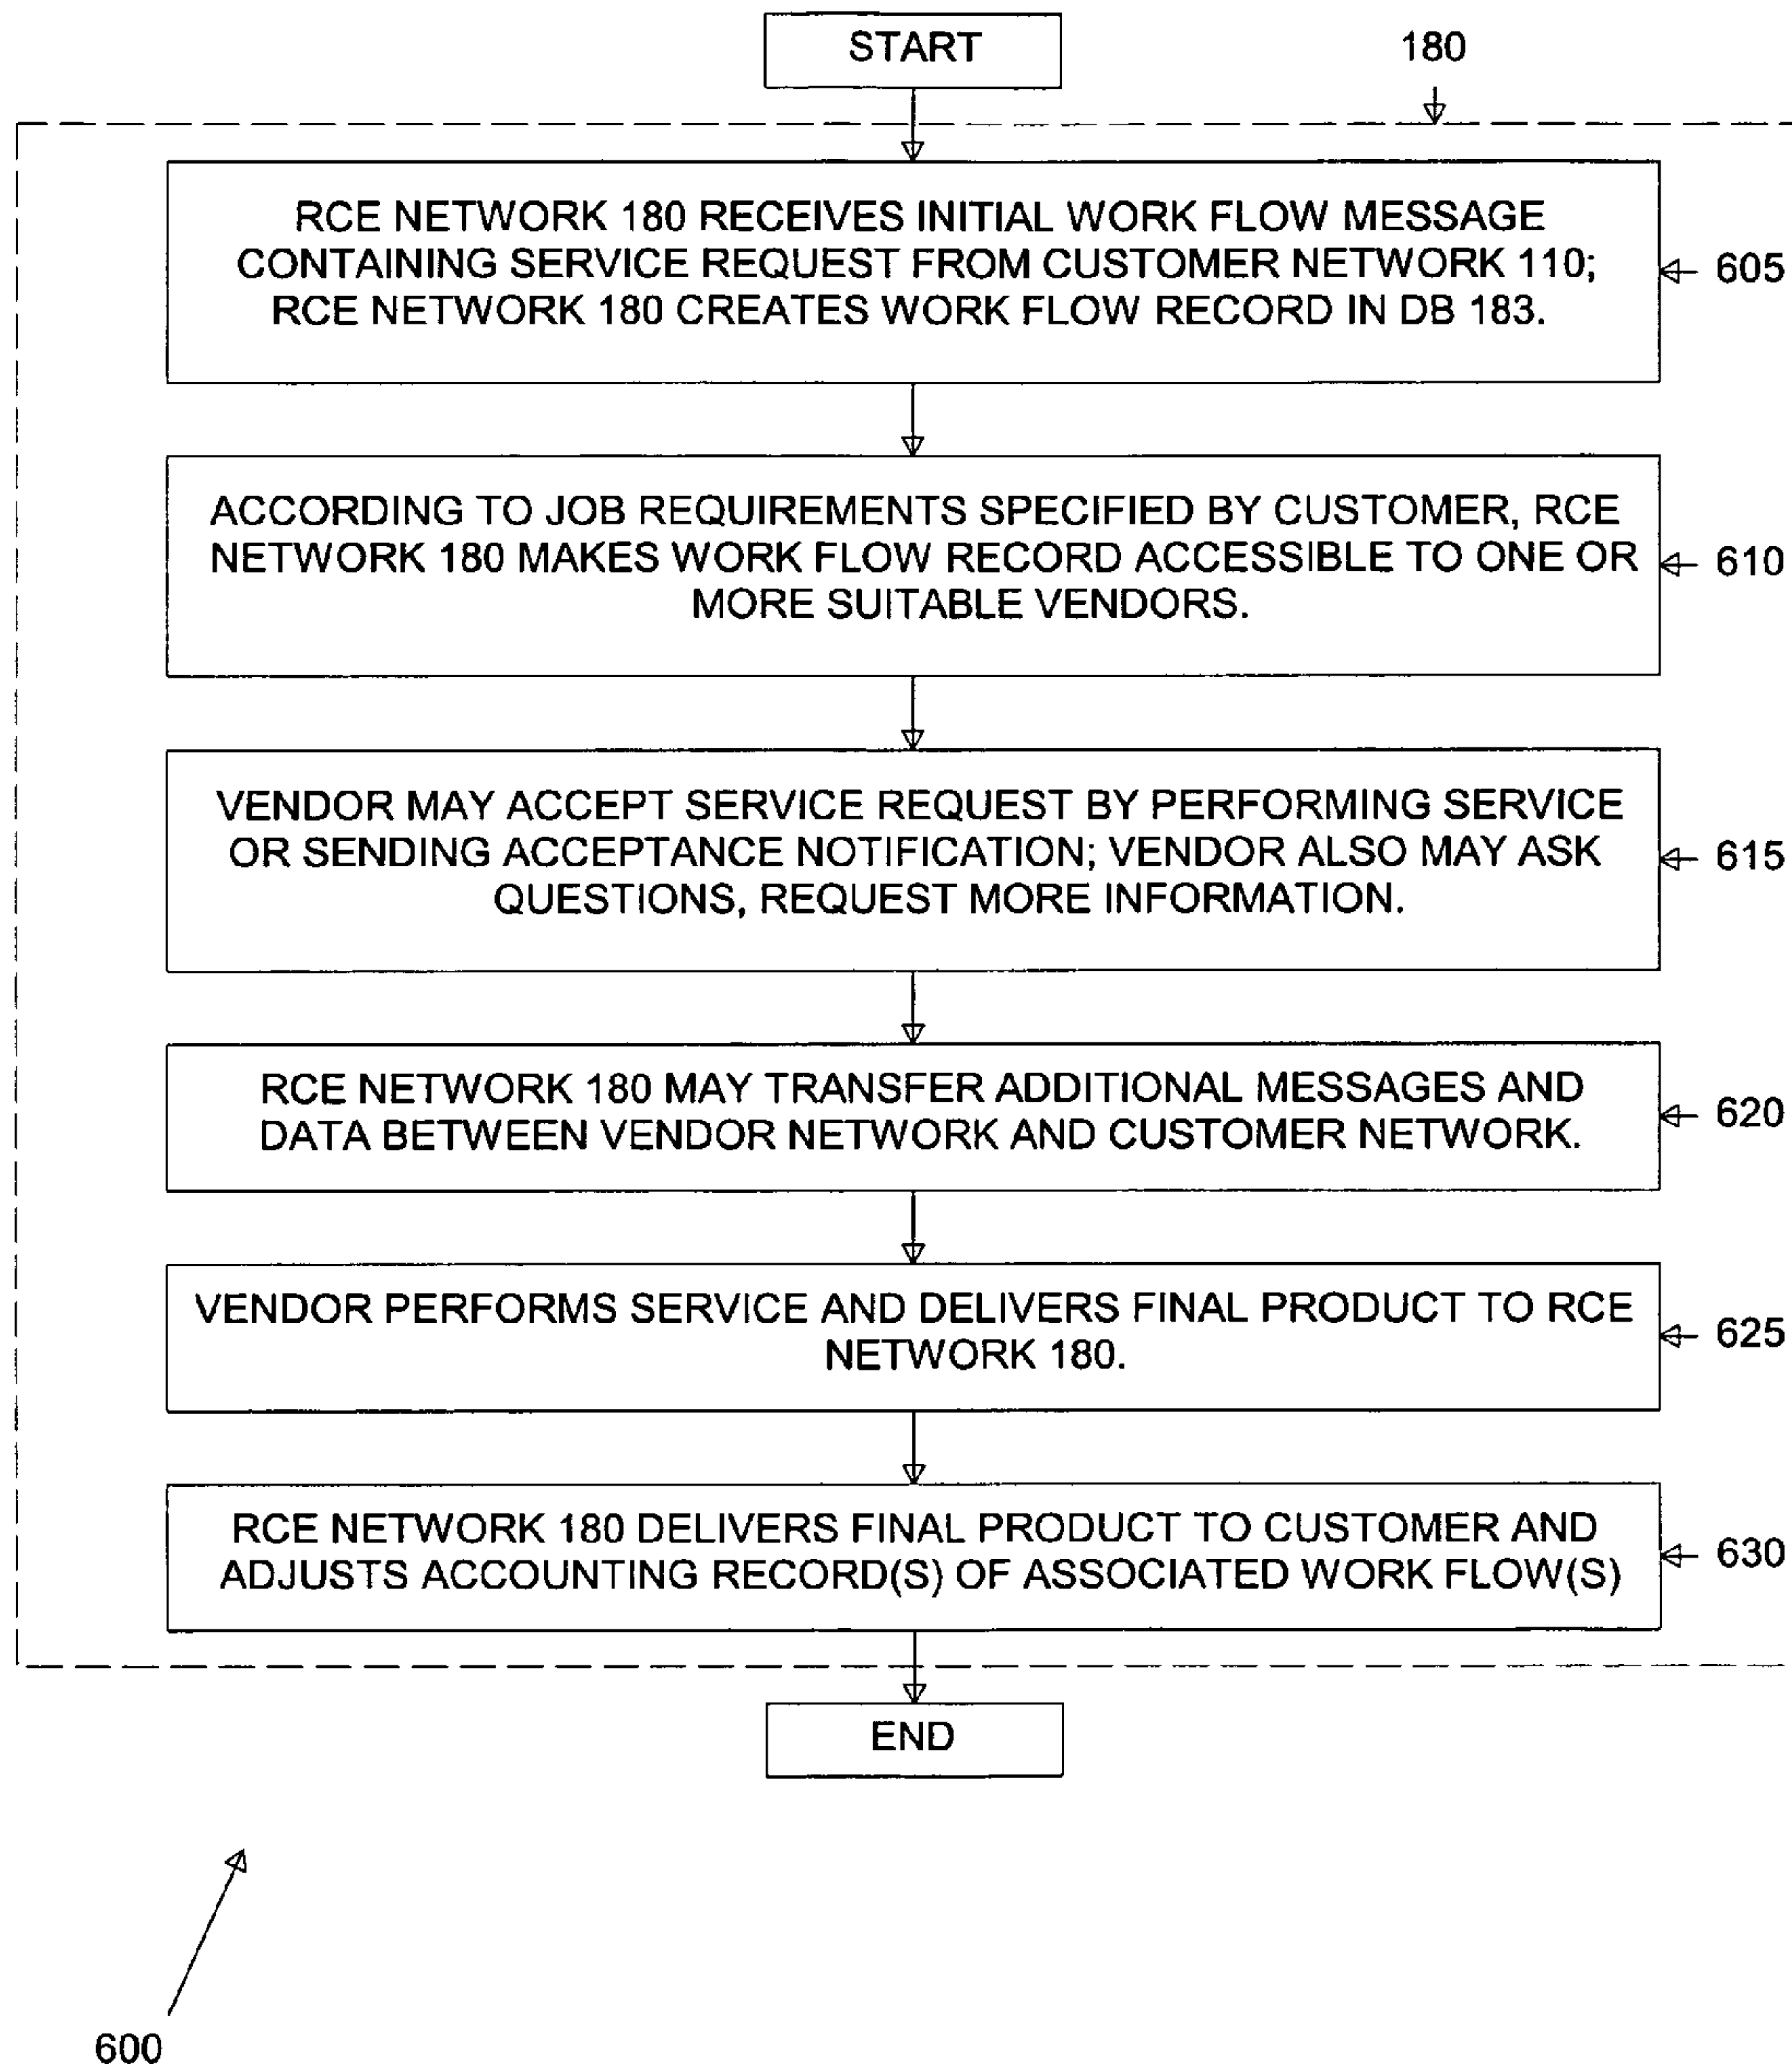 START
180
RCE NETWORK 180 RECEIVES INITIAL WORK FLOW MESSAGE
CONTAINING SERVICE REQUEST FROM CUSTOMER NETWORK 110;
RCE NETWORK 180 CREATES WORK FLOW RECORD IN DB 183.
605
ACCORDING TO JOB REQUIREMENTS SPECIFIED BY CUSTOMER, RCE
NETWORK 180 MAKES WORK FLOW RECORD ACCESSIBLE TO ONE OR
MORE SUITABLE VENDORS.
610
VENDOR MAY ACCEPT SERVICE REQUEST BY PERFORMING SERVICE
OR SENDING ACCEPTANCE NOTIFICATION; VENDOR ALSO MAY ASK
QUESTIONS, REQUEST MORE INFORMATION.
615
RCE NETWORK 180 MAY TRANSFER ADDITIONAL MESSAGES AND
DATA BETWEEN VENDOR NETWORK AND CUSTOMER NETWORK.
620
VENDOR PERFORMS SERVICE AND DELIVERS FINAL PRODUCT TO RCE
NETWORK 180.
625
RCE NETWORK 180 DELIVERS FINAL PRODUCT TO CUSTOMER AND
ADJUSTS ACCOUNTING RECORD(S) OF ASSOCIATED WORK FLOW(S)
630
END
600